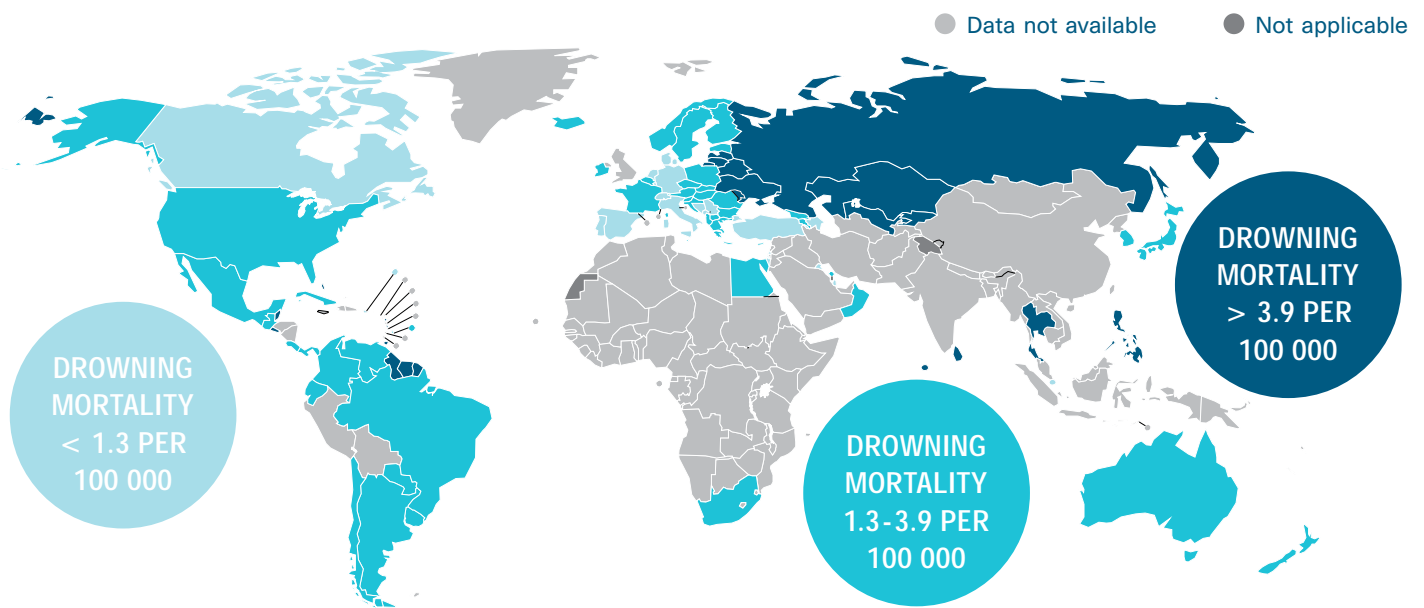 Data not available
Not applicable
DROWNING
MORTALITY
> 3.9 PER
100 000
DROWNING
MORTALITY
< 1.3 PER
100 000
DROWNING
MORTALITY
1.3-3.9 PER
100 000